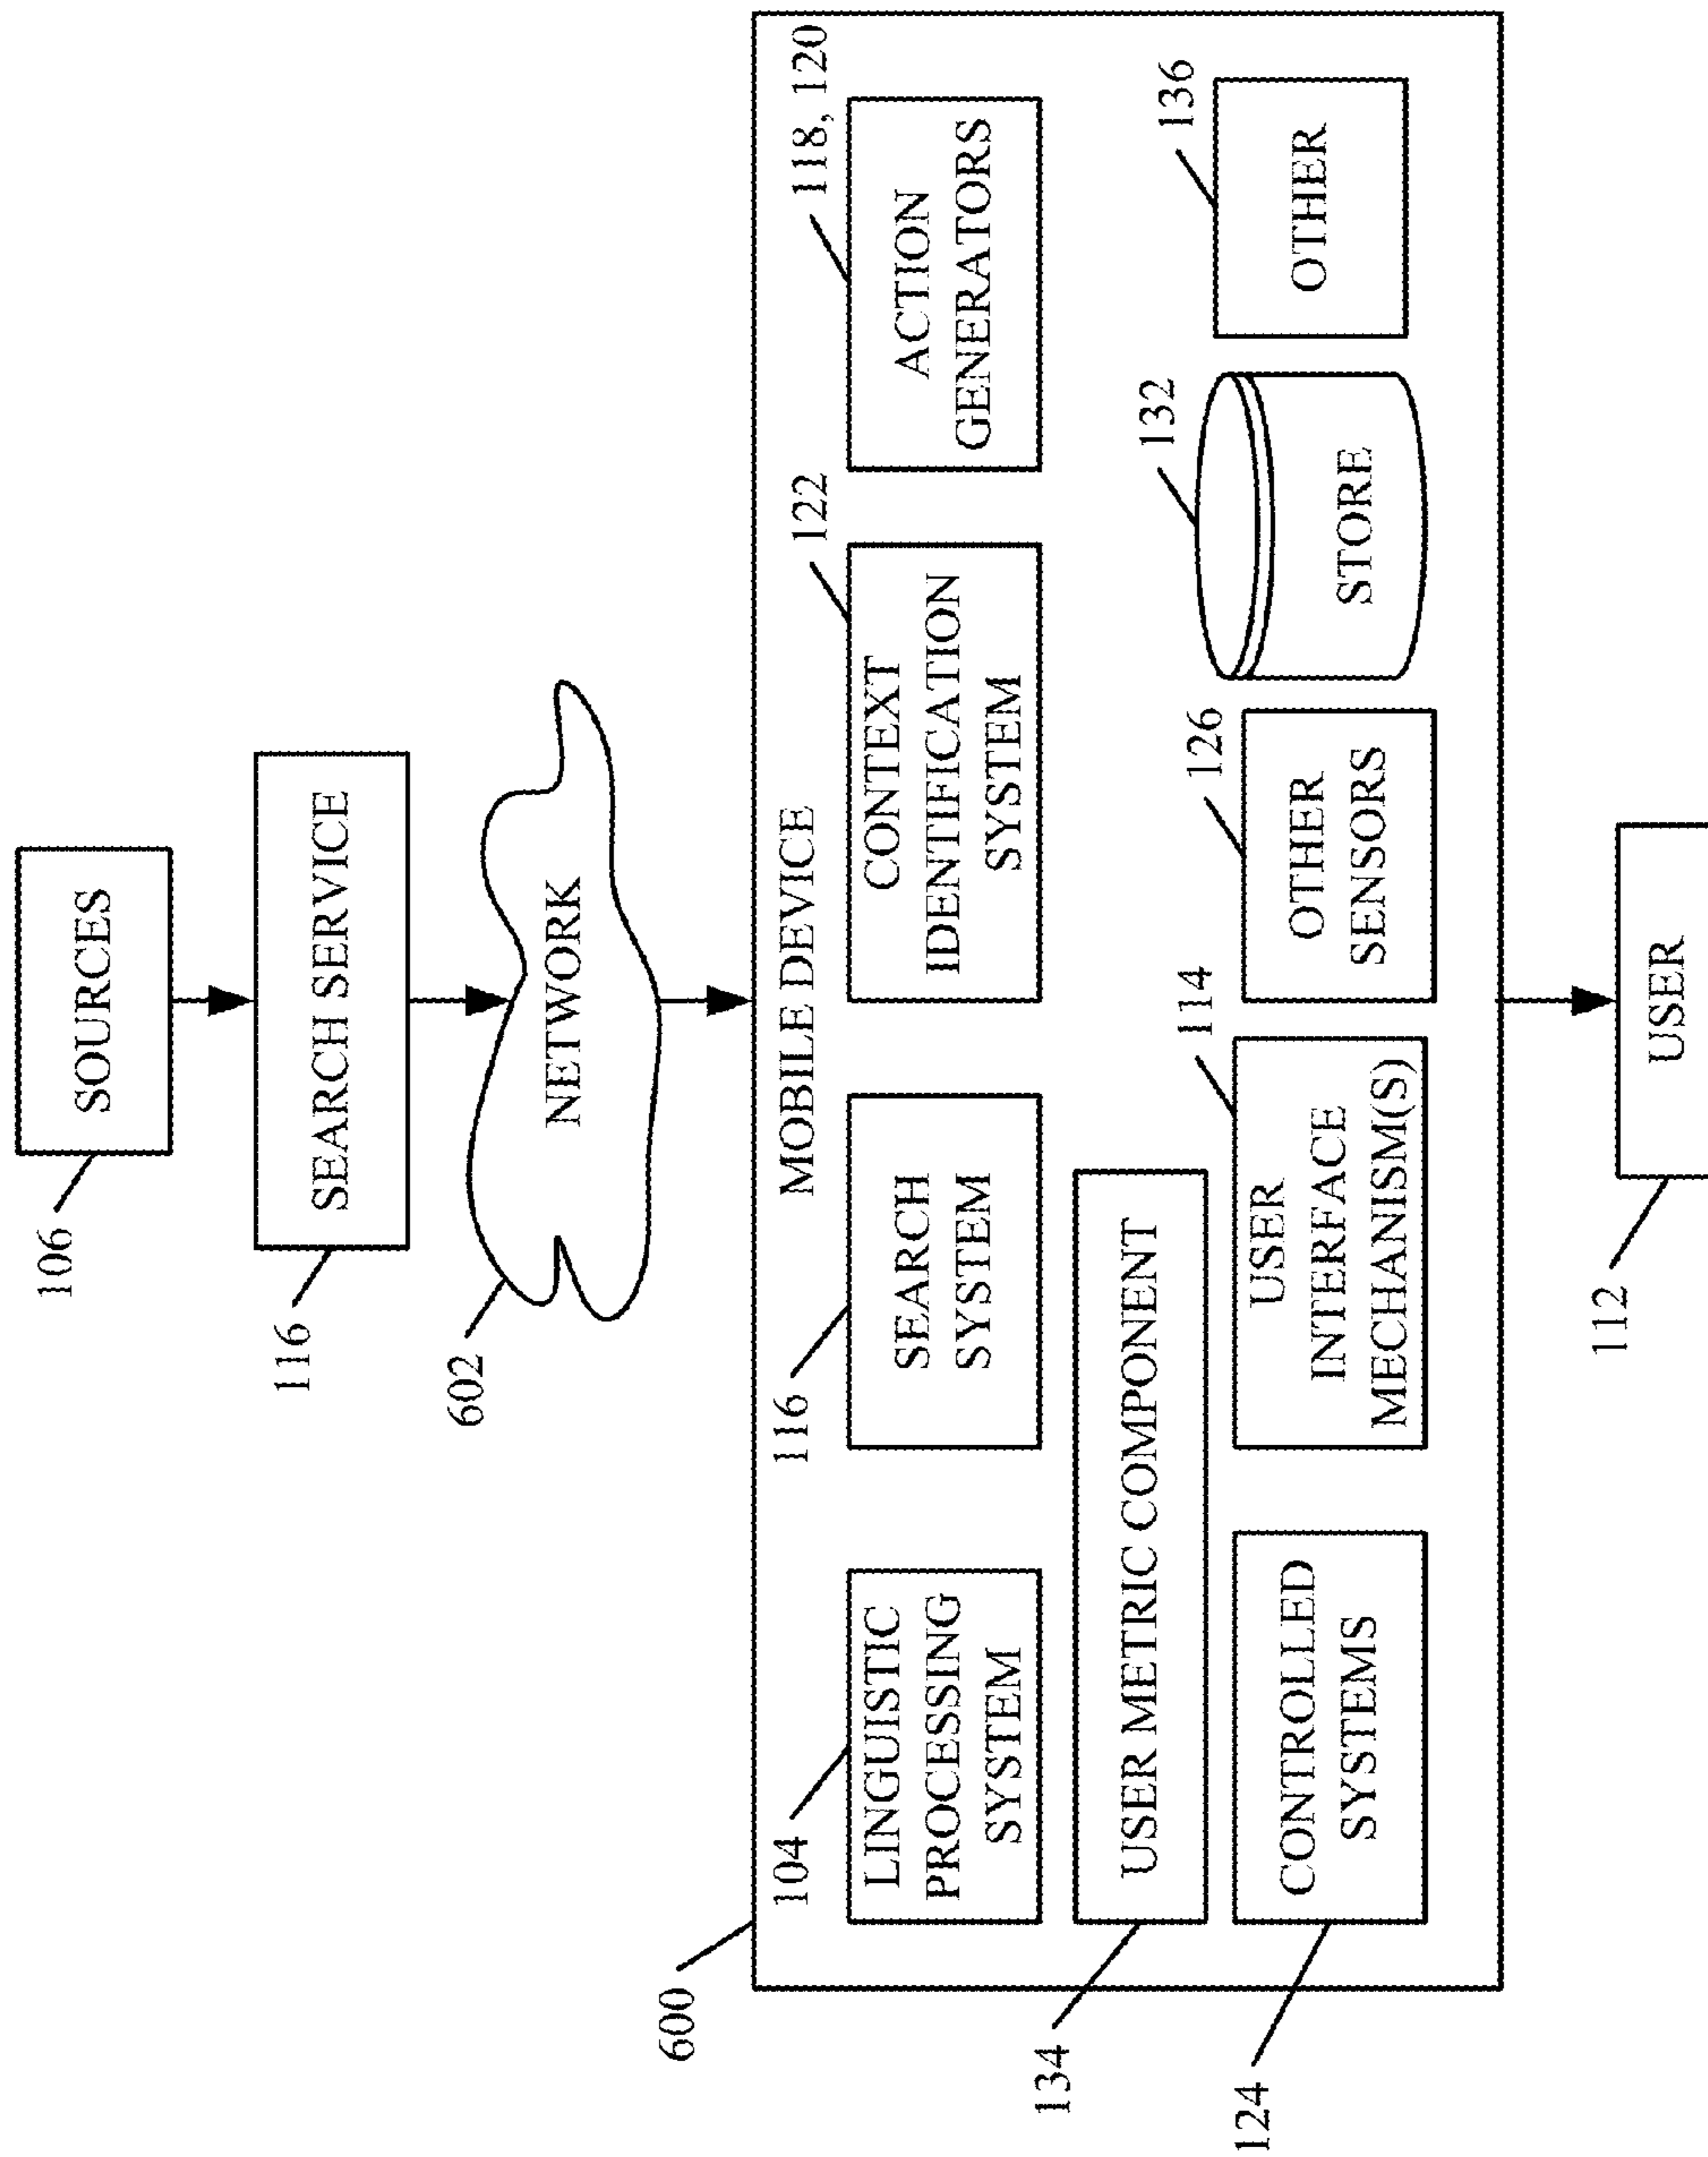 SOURCES
106
SEARCH SERVICE
116
NETWORK
602
600
MOBILE DEVICE
104
LINGUISTIC
PROCESSING
SYSTEM
116
SEARCH
SYSTEM
122
CONTEXT
IDENTIFICATION
SYSTEM
118, 120
ACTION
GENERATORS
134
USER METRIC COMPONENT
124
CONTROLLED
SYSTEMS
114
USER
INTERFACE
MECHANISM(S)
126
OTHER
SENSORS
132
STORE
136
OTHER
112
USER